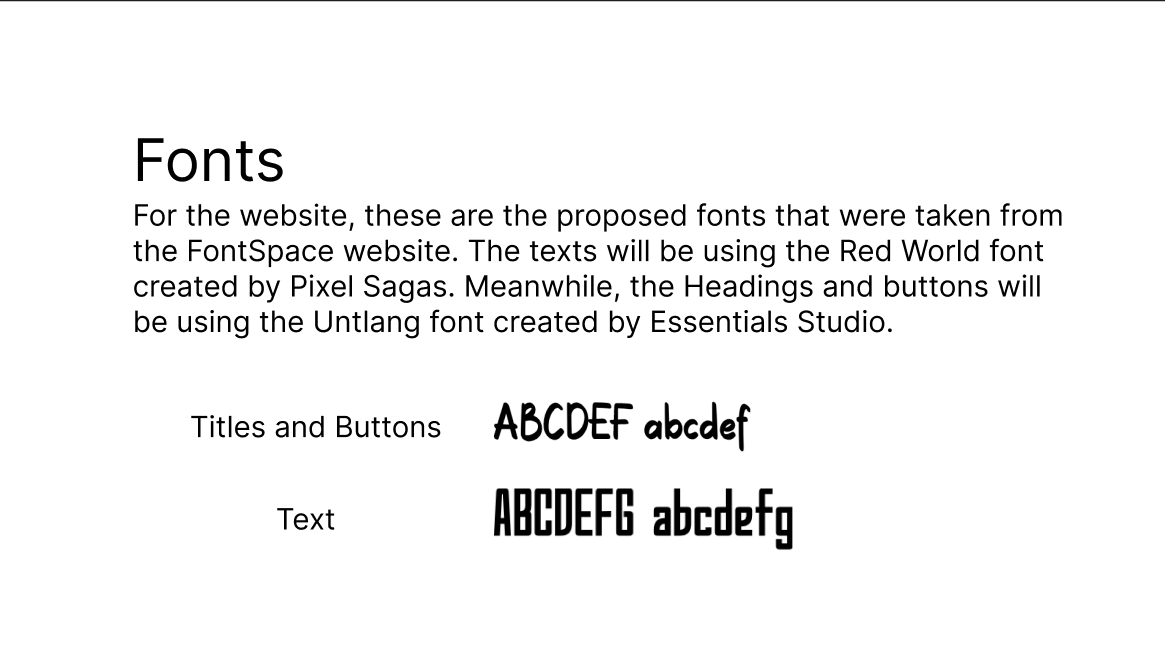 Fonts
For the website, these are the proposed fonts that were taken from
the FontSpace website. The texts will be using the Red World font
created by Pixel Sagas. Meanwhile, the Headings and buttons will
be using the Untlang font created by Essentials Studio.
Titles and Buttons ABCDEF abcdef
Text ABCDEFG abcdefg